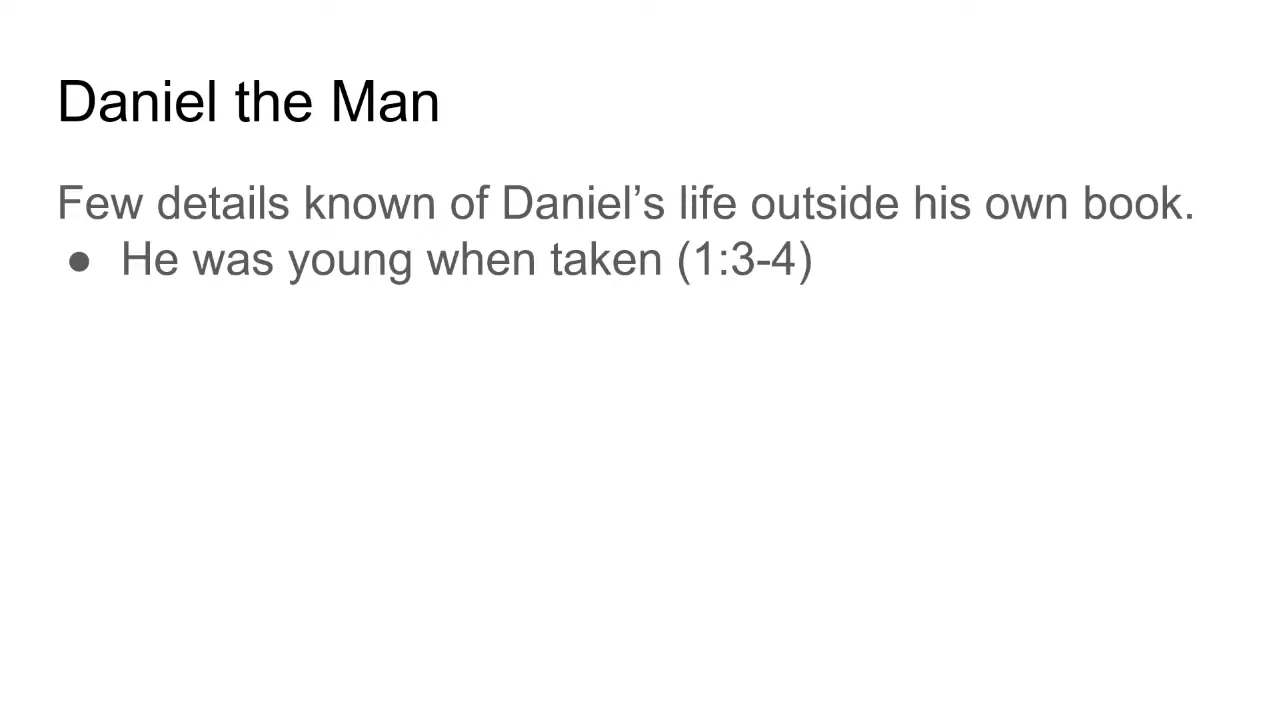 Daniel the Man
Few details known of Daniel’s life outside his own book.
● He was young when taken (1:3-4)